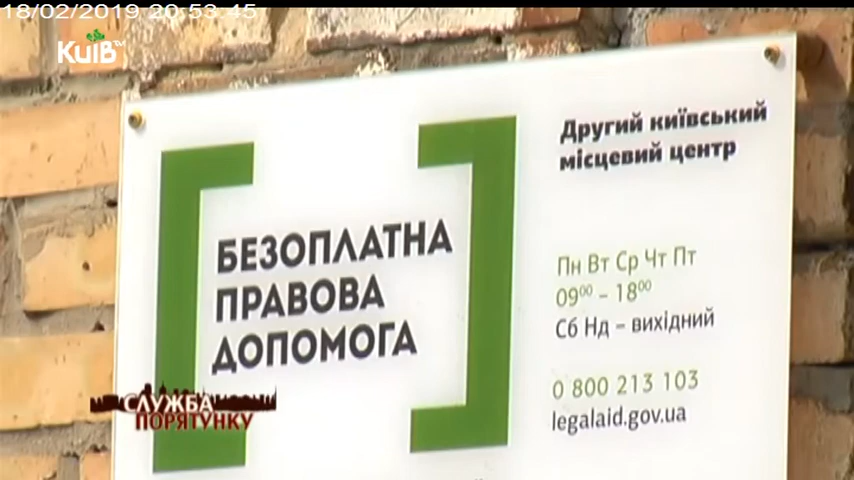 18/02/2019 20:53:45
КиЇВ™
БЕЗОПЛАТНА
ПРАВОВА
ДОПОМОГА
Другий київський
місцевий центр
Пн Вт Ср Чт Пт
09⁰⁰ – 18⁰⁰
Сб Нд – вихідний
0 800 213 103
legalaid.gov.ua
СЛУЖБА
ПОРЯТУНКУ